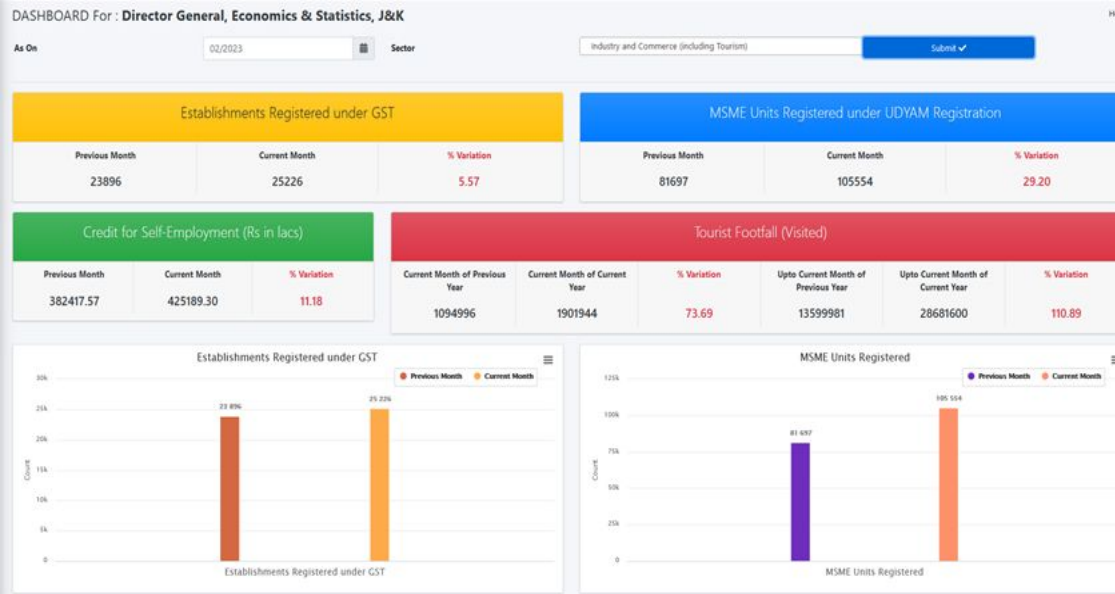 DASHBOARD For : Director General, Economics & Statistics, J&K
As On 02/2023 Sector Industry and Commerce (including Tourism) Submit ✓
Establishments Registered under GST
Previous Month Current Month % Variation
23896 25226 5.57
MSME Units Registered under UDYAM Registration
Previous Month Current Month % Variation
81697 105554 29.20
Credit for Self-Employment (Rs in lacs)
Previous Month Current Month % Variation
382417.57 425189.30 11.18
Tourist Footfall (Visited)
Current Month of Previous Year Current Month of Current Year % Variation Upto Current Month of Previous Year Upto Current Month of Current Year % Variation
1094996 1901944 73.69 13599981 28681600 110.89
Establishments Registered under GST
Previous Month Current Month
30k
25k
20k
15k
10k
5k
0
Count
23 896
25 226
Establishments Registered under GST
MSME Units Registered
Previous Month Current Month
125k
100k
75k
50k
25k
0
Count
81 697
105 554
MSME Units Registered